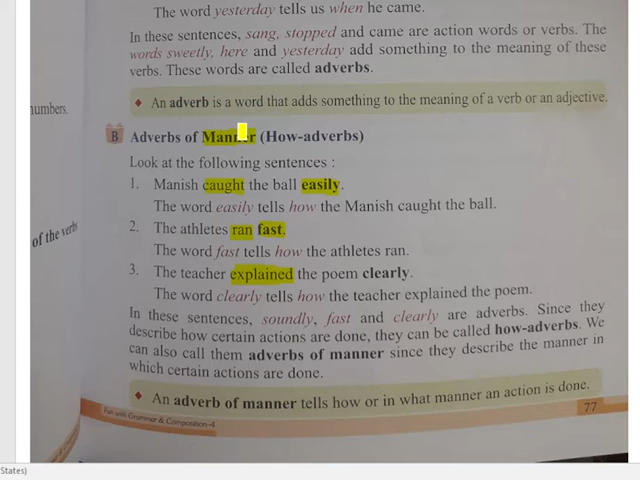 The word yesterday tells us when he came.
In these sentences, sang, stopped and came are action words or verbs. The
words sweetly, here and yesterday add something to the meaning of these
verbs. These words are called adverbs.
numbers.
♦ An adverb is a word that adds something to the meaning of a verb or an adjective.
B Adverbs of Manner (How-adverbs)
Look at the following sentences :
1. Manish caught the ball easily.
The word easily tells how the Manish caught the ball.
2. The athletes ran fast.
of the verbs
The word fast tells how the athletes ran.
3. The teacher explained the poem clearly.
The word clearly tells how the teacher explained the poem.
In these sentences, soundly, fast and clearly are adverbs. Since they
describe how certain actions are done, they can be called how-adverbs. We
can also call them adverbs of manner since they describe the manner in
which certain actions are done.
♦ An adverb of manner tells how or in what manner an action is done.
Fun with Grammar & Composition-4
77
States)